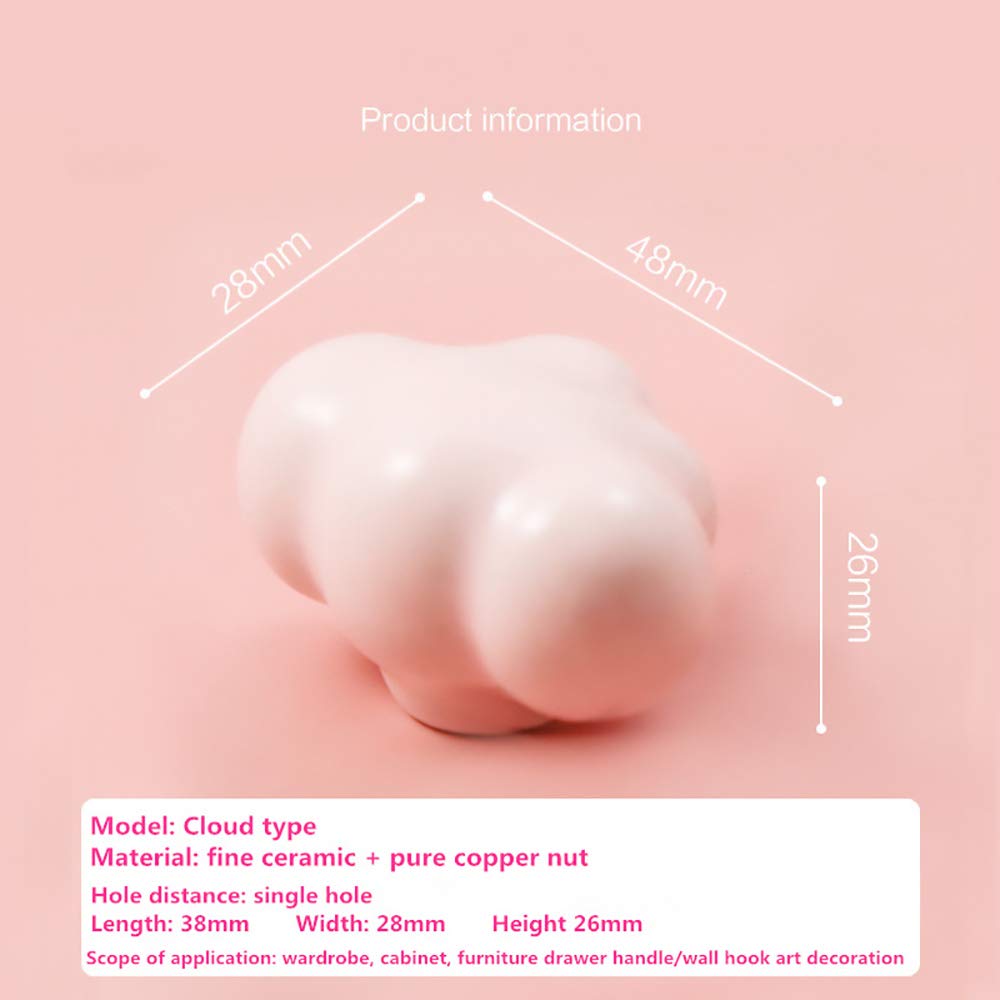 Product information
28mm
48mm
26mm
Model: Cloud type
Material: fine ceramic + pure copper nut
Hole distance: single hole
Length: 38mm Width: 28mm Height 26mm
Scope of application: wardrobe, cabinet, furniture drawer handle/wall hook art decoration